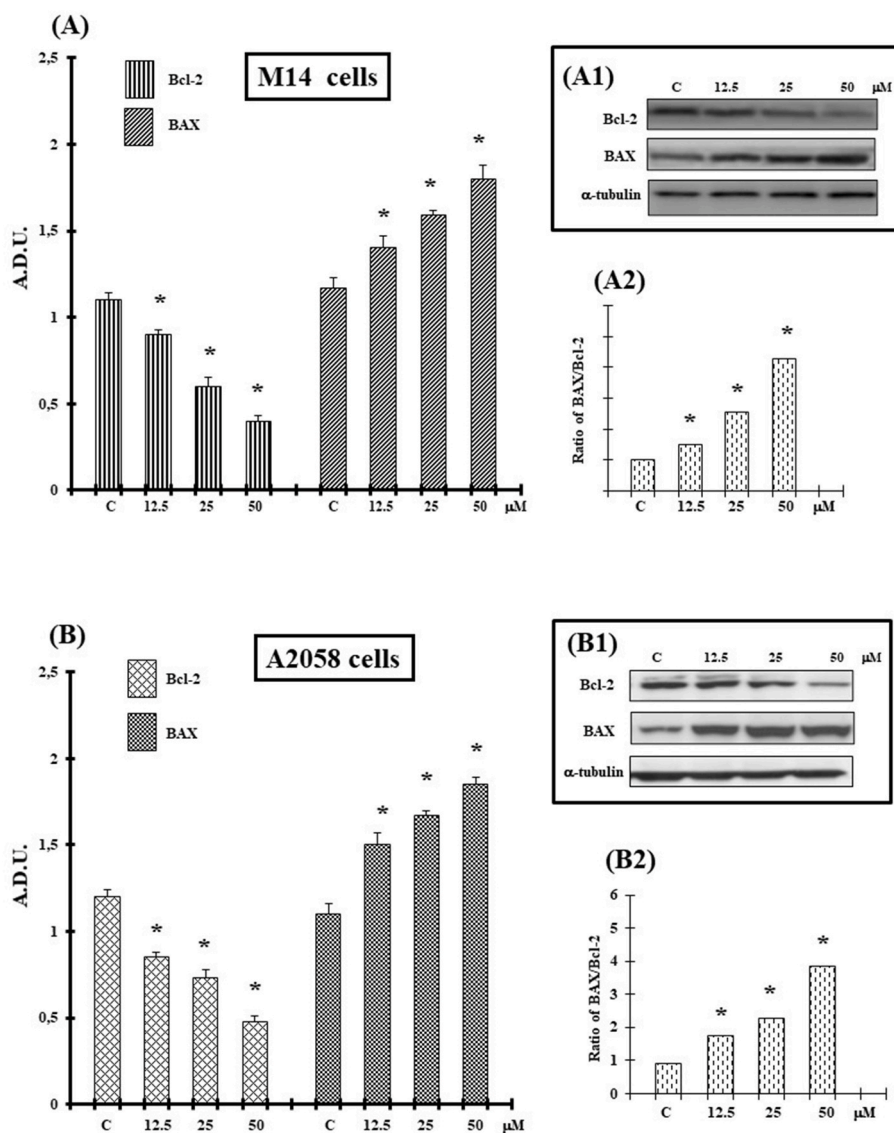 (A)
Bcl-2
BAX
M14 cells
A.D.U.
2,5
2
1,5
1
0,5
0
* * * * * *
C 12.5 25 50 C 12.5 25 50 µM
(A1)
C 12.5 25 50 µM
Bcl-2
BAX
α-tubulin
(A2)
Ratio of BAX/Bcl-2
* * *
C 12.5 25 50 µM
(B)
Bcl-2
BAX
A2058 cells
A.D.U.
2,5
2
1,5
1
0,5
0
* * * * * *
C 12.5 25 50 C 12.5 25 50 µM
(B1)
C 12.5 25 50 µM
Bcl-2
BAX
α-tubulin
(B2)
Ratio of BAX/Bcl-2
6
5
4
3
2
1
0
* * *
C 12.5 25 50 µM